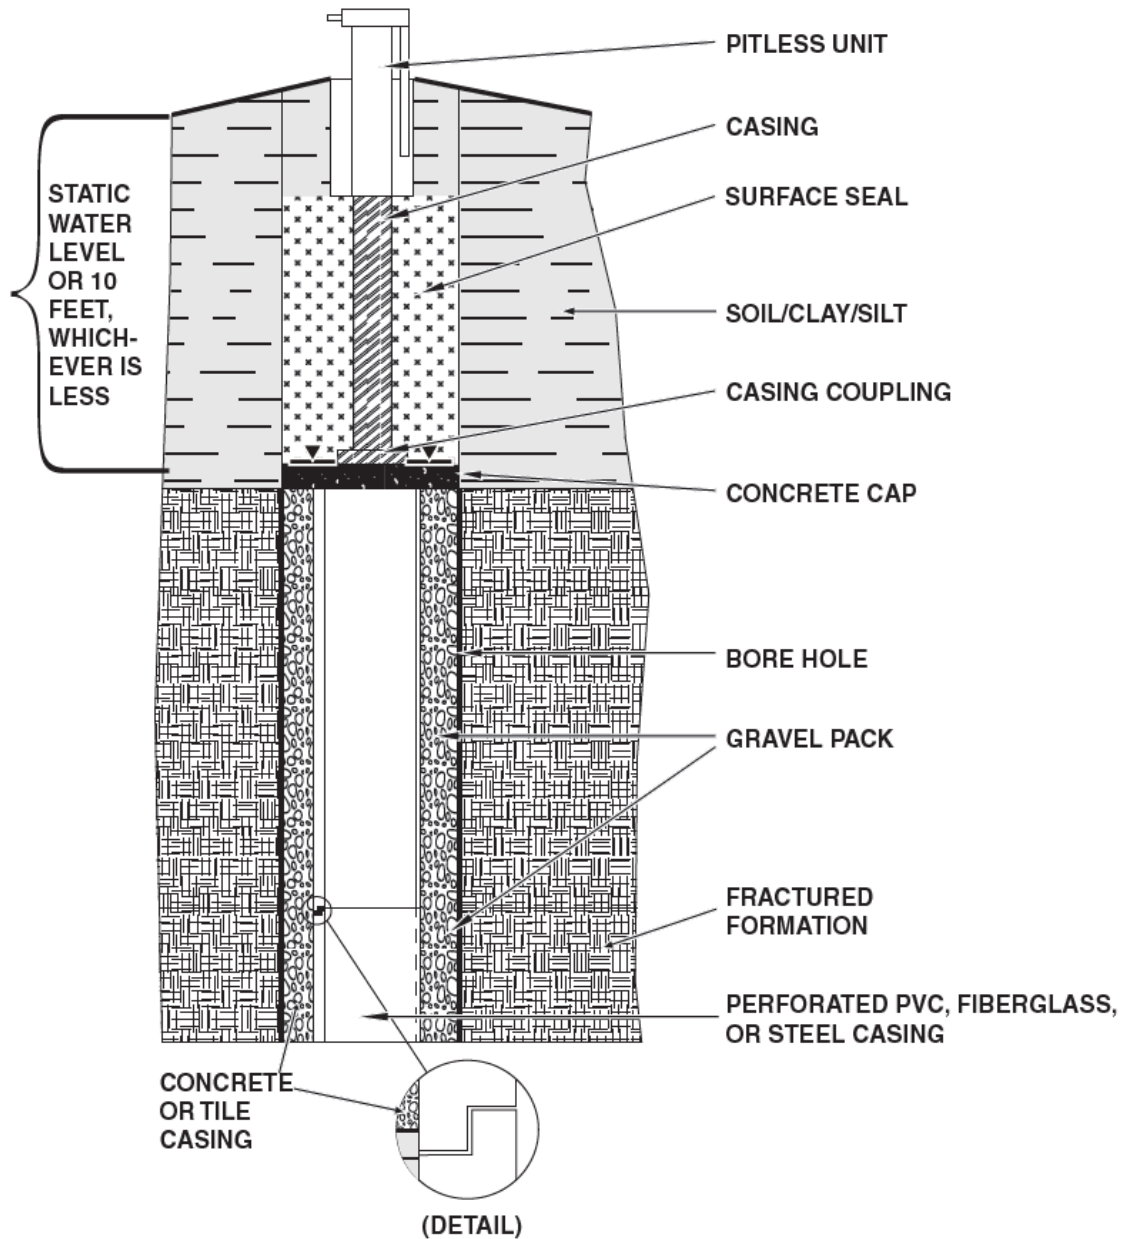 PITLESS UNIT
CASING
SURFACE SEAL
STATIC
WATER
LEVEL
OR 10
FEET,
WHICH-
EVER IS
LESS
SOIL/CLAY/SILT
CASING COUPLING
CONCRETE CAP
BORE HOLE
GRAVEL PACK
FRACTURED
FORMATION
PERFORATED PVC, FIBERGLASS,
OR STEEL CASING
CONCRETE
OR TILE
CASING
(DETAIL)